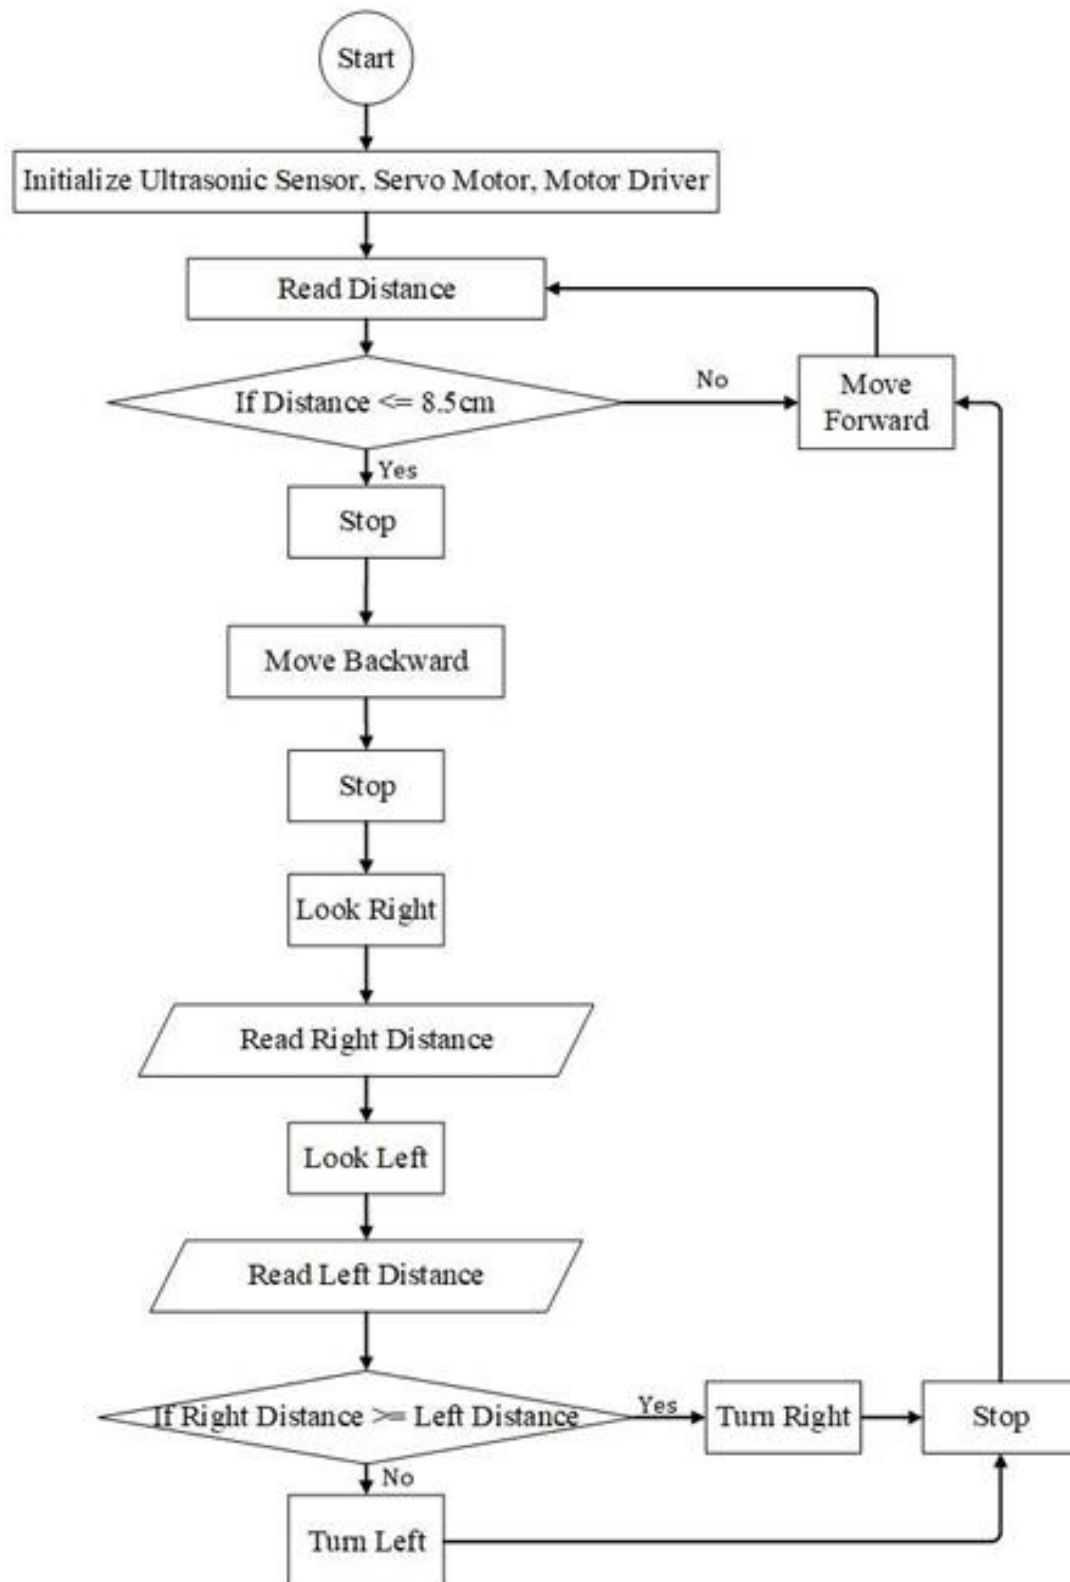 Start
Initialize Ultrasonic Sensor, Servo Motor, Motor Driver
Read Distance
If Distance <= 8.5cm
No
Move
Forward
Yes
Stop
Move Backward
Stop
Look Right
Read Right Distance
Look Left
Read Left Distance
If Right Distance >= Left Distance
Yes
Turn Right
Stop
No
Turn Left